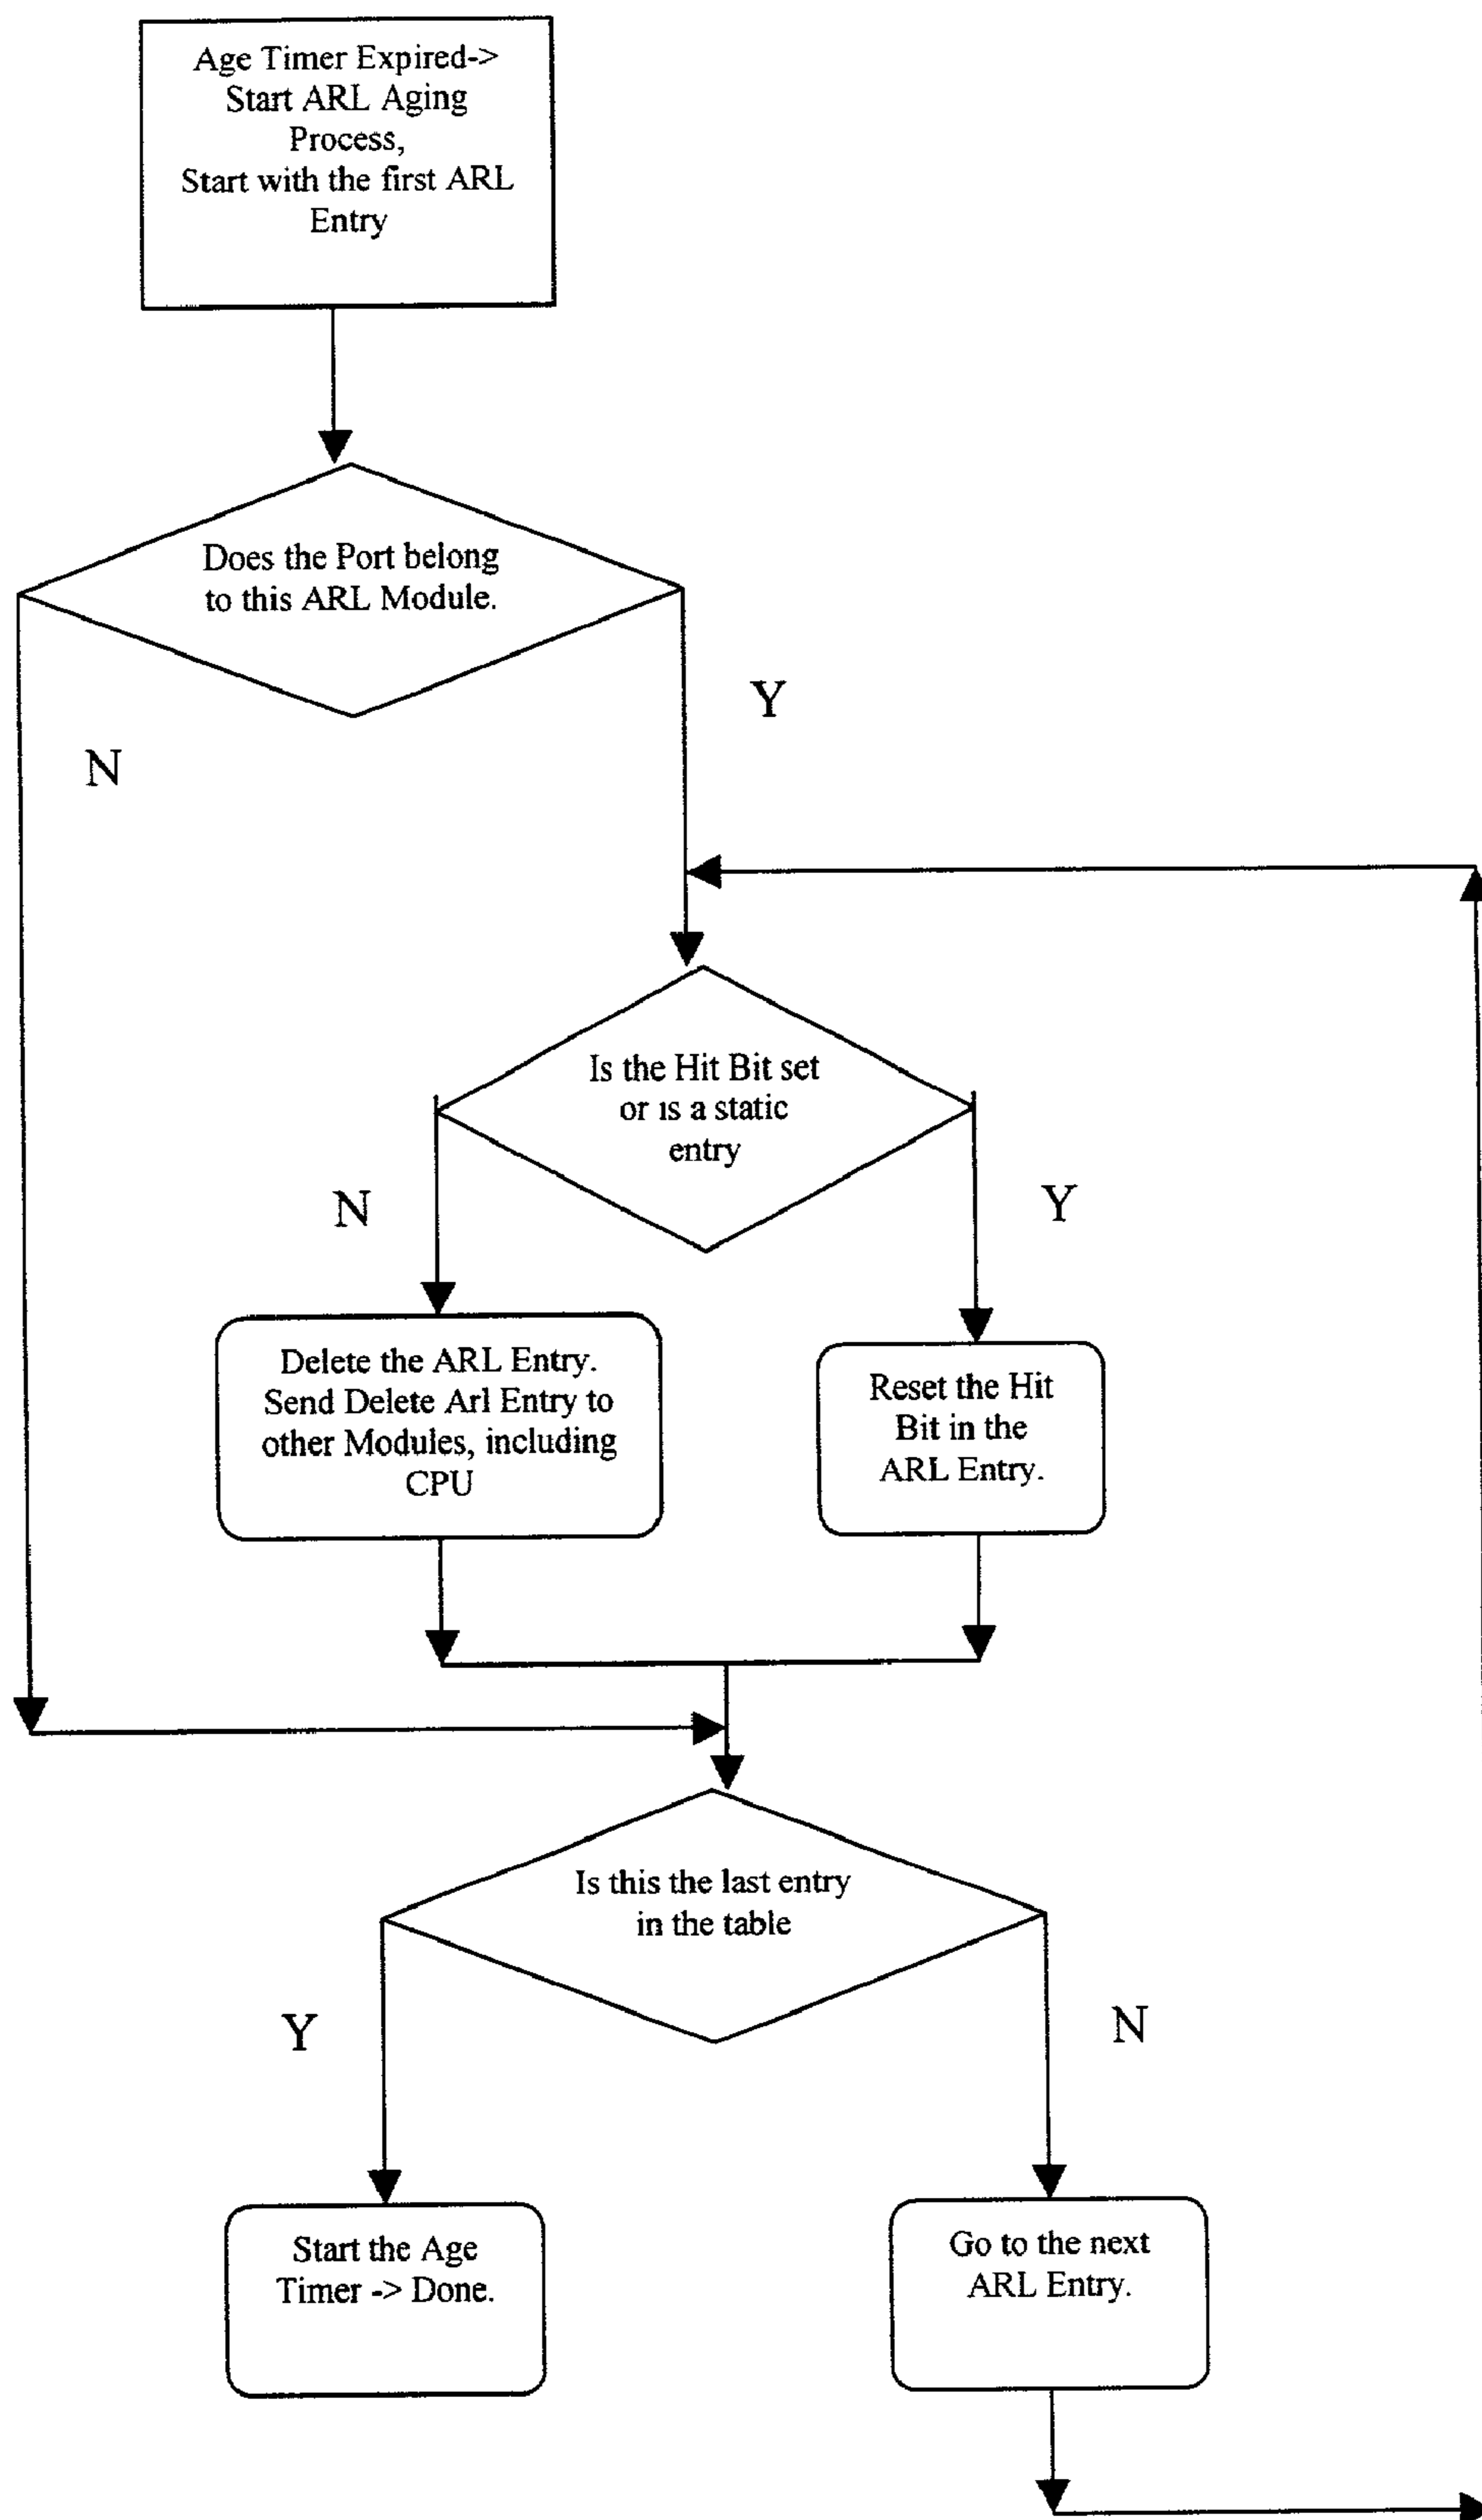 Age Timer Expired->
Start ARL Aging
Process,
Start with the first ARL
Entry
Does the Port belong
to this ARL Module.
Y
N
Is the Hit Bit set
or is a static
entry
N
Y
Delete the ARL Entry.
Send Delete Arl Entry to
other Modules, including
CPU
Reset the Hit
Bit in the
ARL Entry.
Is this the last entry
in the table
Y
N
Start the Age
Timer -> Done.
Go to the next
ARL Entry.